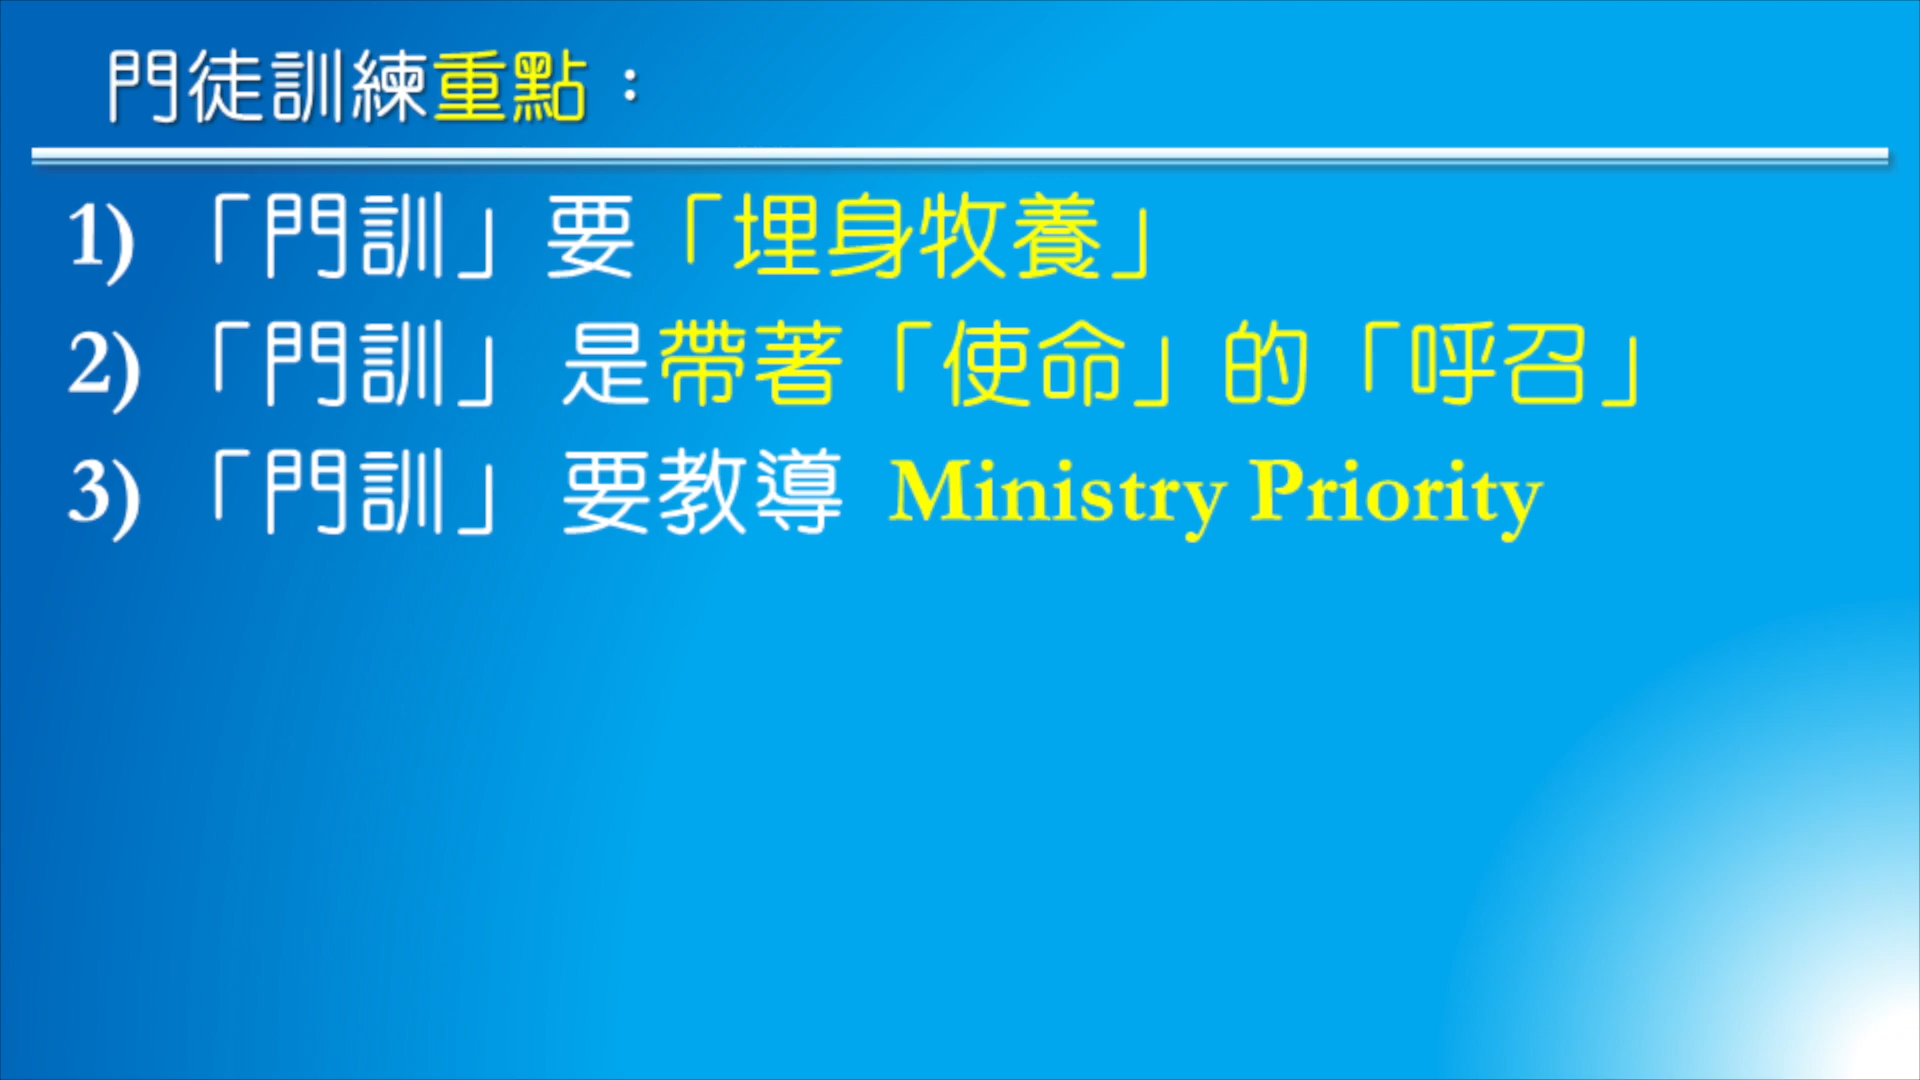 門徒訓練重點：
1) 「門訓」要「埋身牧養」
2) 「門訓」是帶著「使命」的「呼召」
3) 「門訓」要教導 Ministry Priority